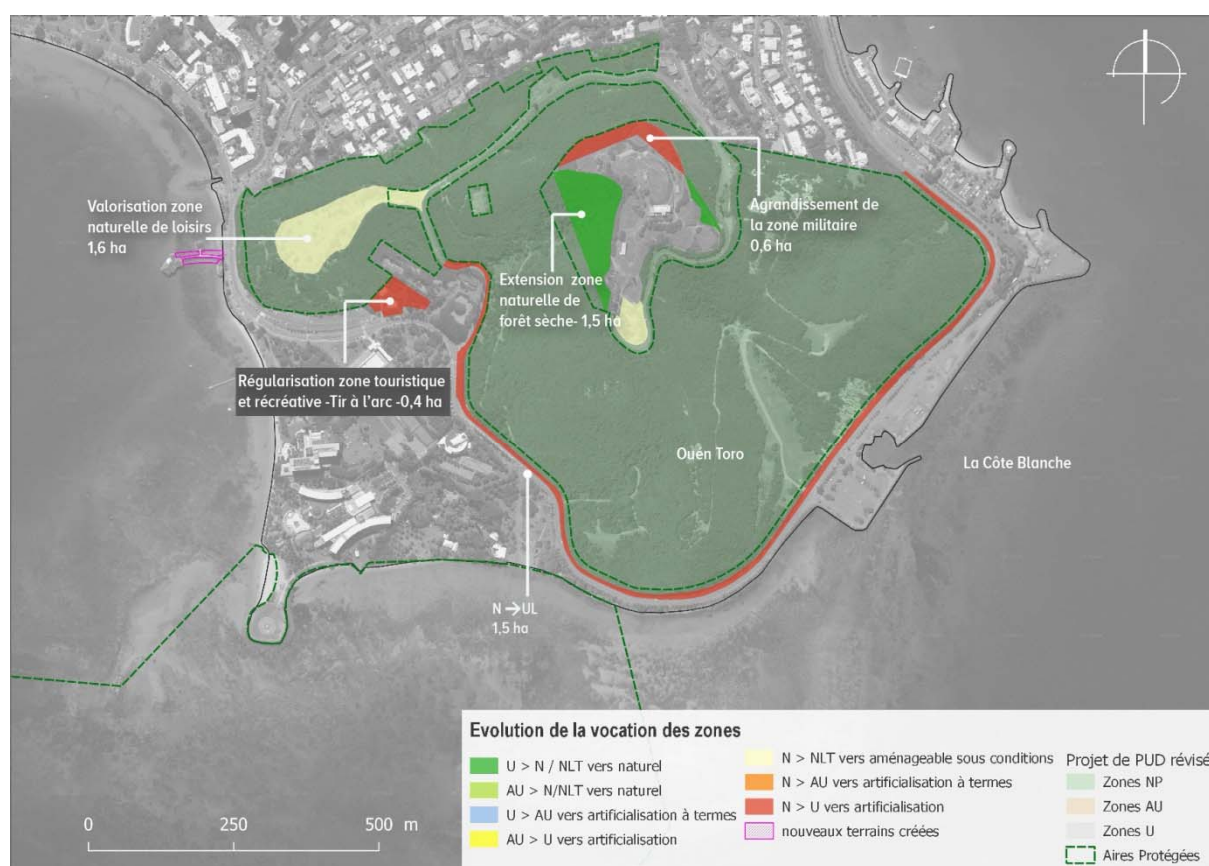 Valorisation zone
naturelle de loisirs
1,6 ha
Agrandissement de
la zone militaire
0,6 ha
Extension zone
naturelle de
forêt sèche- 1,5 ha
Régularisation zone touristique
et récréative -Tir à l'arc -0,4 ha
Ouén Toro
La Côte Blanche
N →UL
1,5 ha
Evolution de la vocation des zones
U > N / NLT vers naturel
AU > N/NLT vers naturel
U > AU vers artificialisation à termes
AU > U vers artificialisation
N > NLT vers aménageable sous conditions
N > AU vers artificialisation à termes
N > U vers artificialisation
nouveaux terrains créées
Projet de PUD révisé
Zones NP
Zones AU
Zones U
Aires Protégées
0 250 500 m